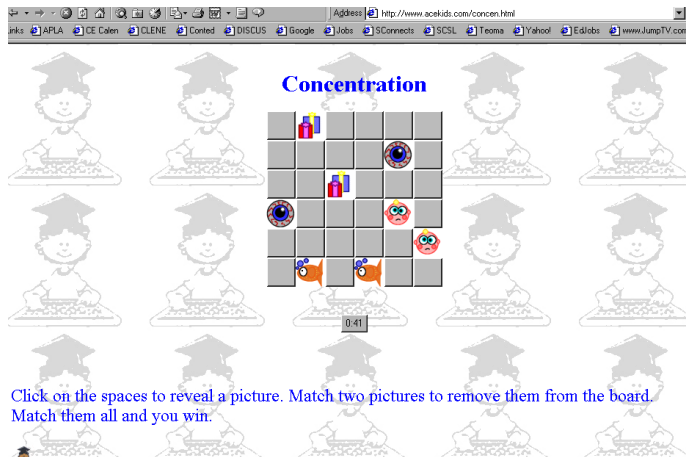 Address http://www.acekids.com/concen.html
Links APLA CE Calen CLENE Conted DISCUS Google Jobs SConnects SCSL Teoma Yahoo! EdJobs www.JumpTV.com
Concentration
0:41
Click on the spaces to reveal a picture. Match two pictures to remove them from the board.
Match them all and you win.